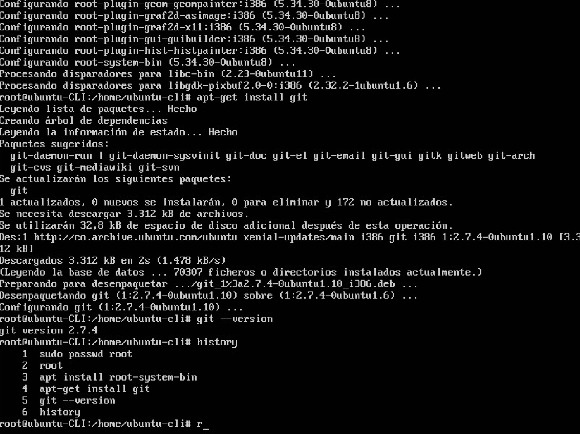 Configurando root-plugin-geom-geompainter:i386 (5.34.30-0ubuntu8) ...
Configurando root-plugin-graf2d-asimage:i386 (5.34.30-0ubuntu8) ...
Configurando root-plugin-graf2d-x11:i386 (5.34.30-0ubuntu8) ...
Configurando root-plugin-gui-guibuilder:i386 (5.34.30-0ubuntu8) ...
Configurando root-plugin-hist-histpainter:i386 (5.34.30-0ubuntu8) ...
Configurando root-system-bin (5.34.30-0ubuntu8) ...
Procesando disparadores para libc-bin (2.23-0ubuntu11) ...
Procesando disparadores para libgdk-pixbuf2.0-0:i386 (2.32.2-1ubuntu1.6) ...
root@ubuntu-CLI:/home/ubuntu-cli# apt-get install git
Leyendo lista de paquetes... Hecho
Creando árbol de dependencias
Leyendo la información de estado... Hecho
Paquetes sugeridos:
git-daemon-run | git-daemon-sysvinit git-doc git-el git-email git-gui gitk gitweb git-arch
git-cvs git-mediawiki git-svn
Se actualizarán los siguientes paquetes:
git
1 actualizados, 0 nuevos se instalarán, 0 para eliminar y 172 no actualizados.
Se necesita descargar 3.312 kB de archivos.
Se utilizarán 32,8 kB de espacio de disco adicional después de esta operación.
Des:1 http://co.archive.ubuntu.com/ubuntu xenial-updates/main i386 git i386 1:2.7.4-0ubuntu1.10 [3.3
12 kB]
Descargados 3.312 kB en 2s (1.478 kB/s)
(Leyendo la base de datos ... 70307 ficheros o directorios instalados actualmente.)
Preparando para desempaquetar .../git_1%3a2.7.4-0ubuntu1.10_i386.deb ...
Desempaquetando git (1:2.7.4-0ubuntu1.10) sobre (1:2.7.4-0ubuntu1.6) ...
Configurando git (1:2.7.4-0ubuntu1.10) ...
root@ubuntu-CLI:/home/ubuntu-cli# git --version
git version 2.7.4
root@ubuntu-CLI:/home/ubuntu-cli# history
1 sudo passwd root
2 root
3 apt install root-system-bin
4 apt-get install git
5 git --version
6 history
root@ubuntu-CLI:/home/ubuntu-cli# r_